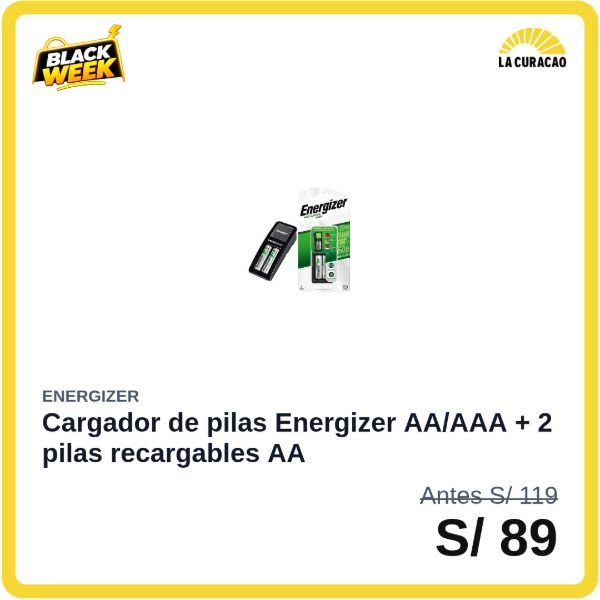 BLACK
WEEK
LA CURACAO
Energizer
ENERGIZER
Cargador de pilas Energizer AA/AAA + 2
pilas recargables AA
Antes S/ 119
S/ 89